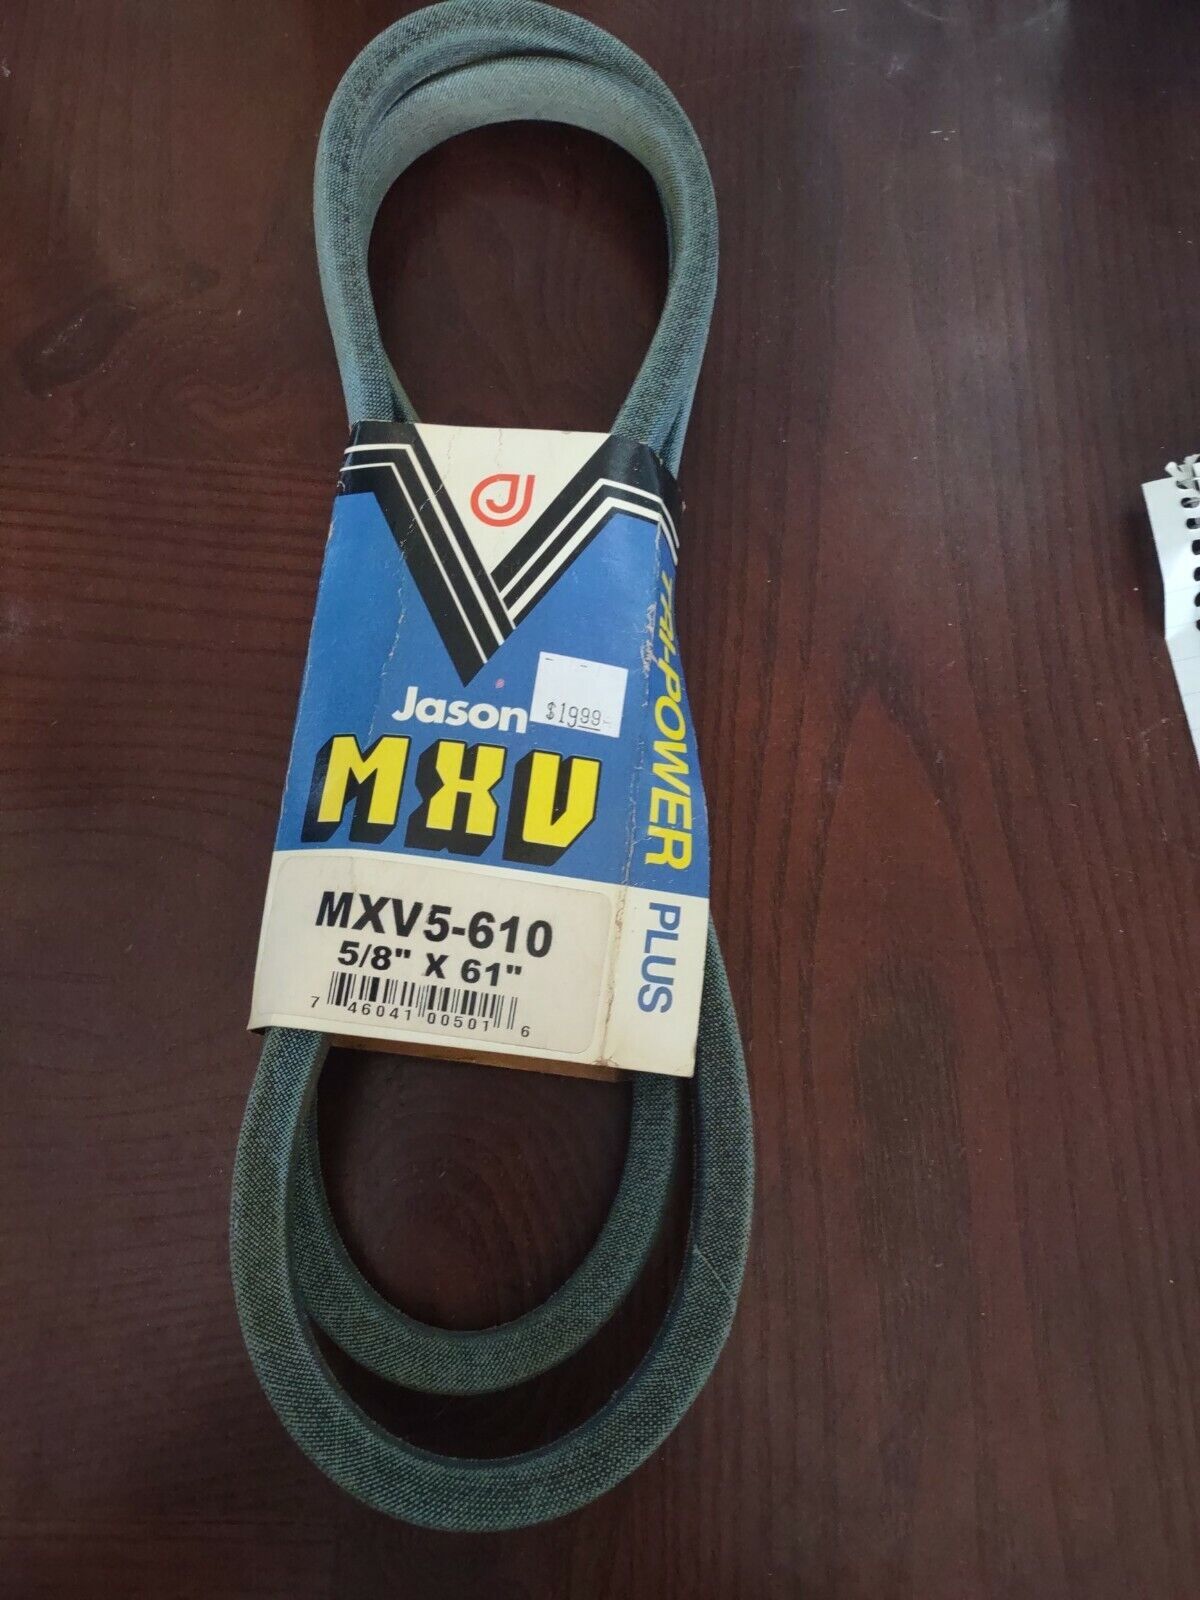 Jason
$19.99
MXV
TRI-POWER PLUS
MXV5-610
5/8" X 61"
7 46041 00501 6